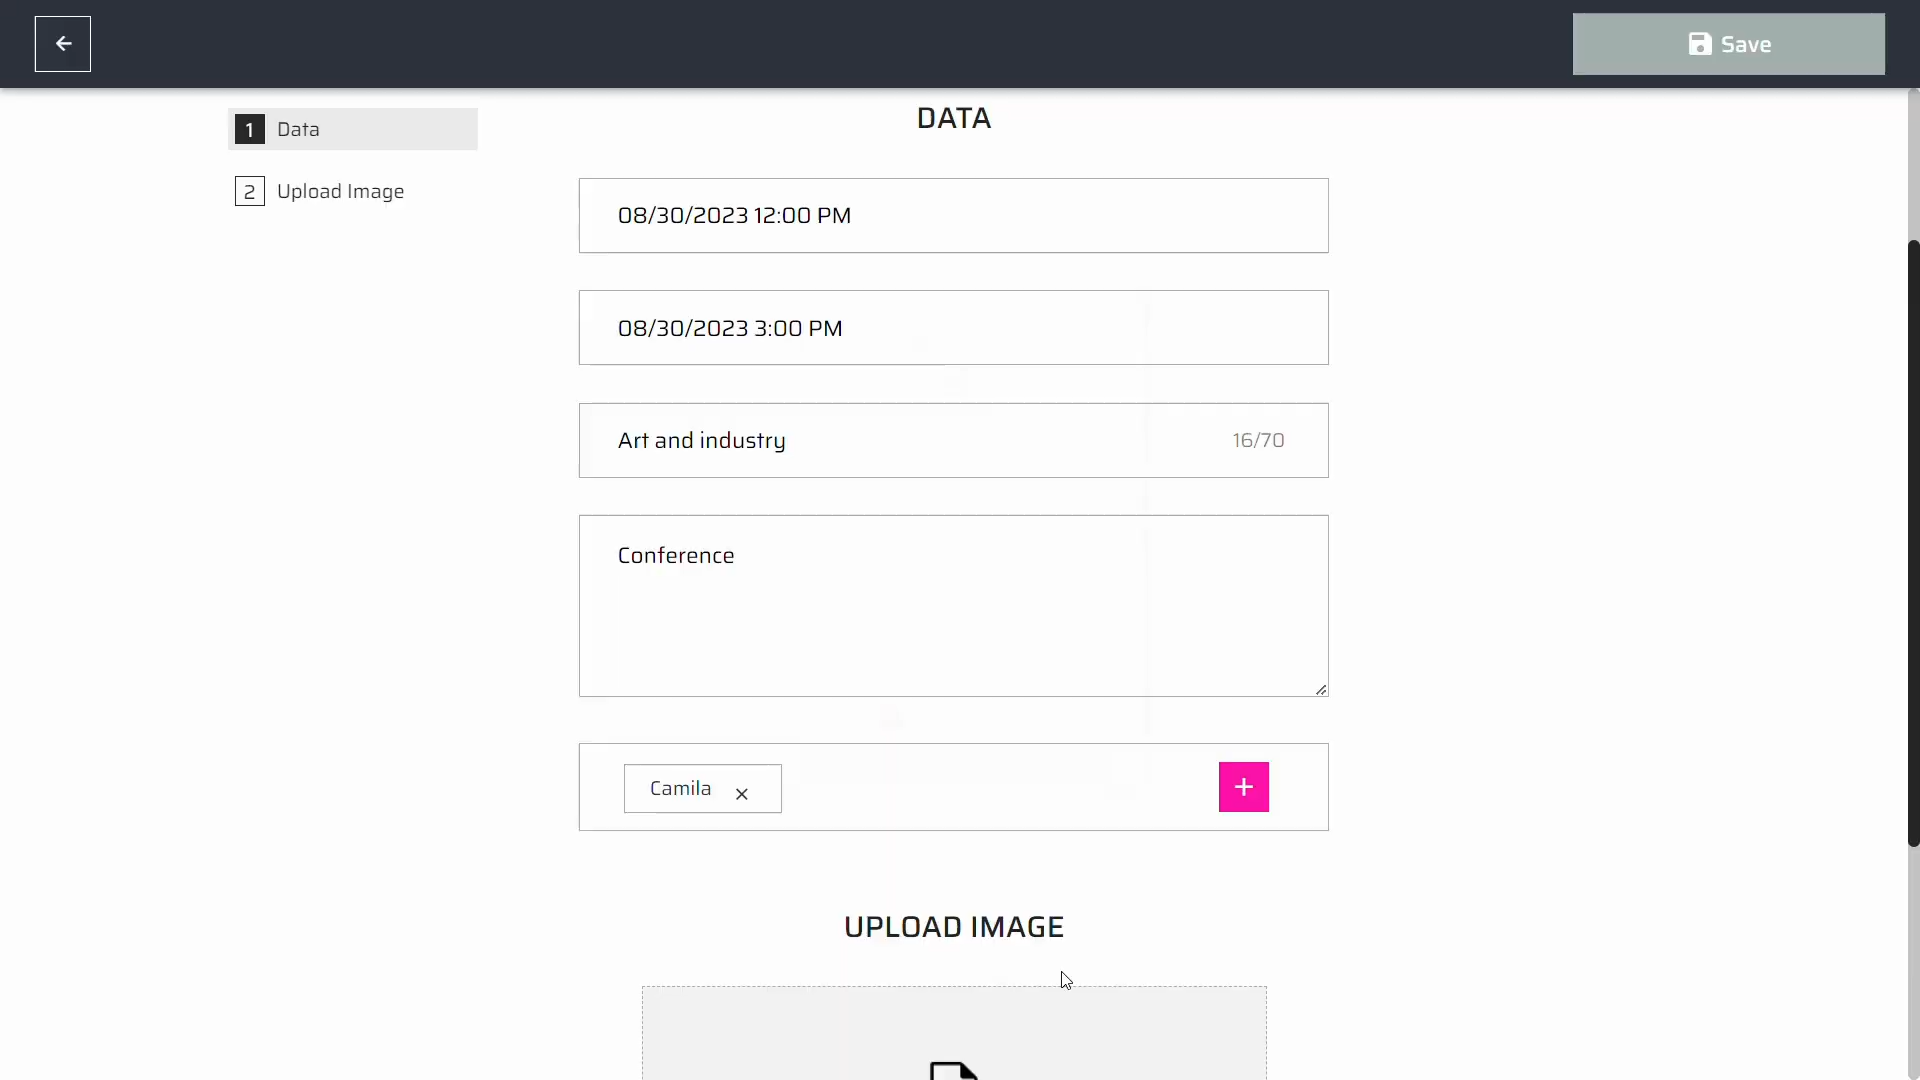 Save
1 Data
2 Upload Image
DATA
08/30/2023 12:00 PM
08/30/2023 3:00 PM
Art and industry 16/70
Conference
Camila
UPLOAD IMAGE